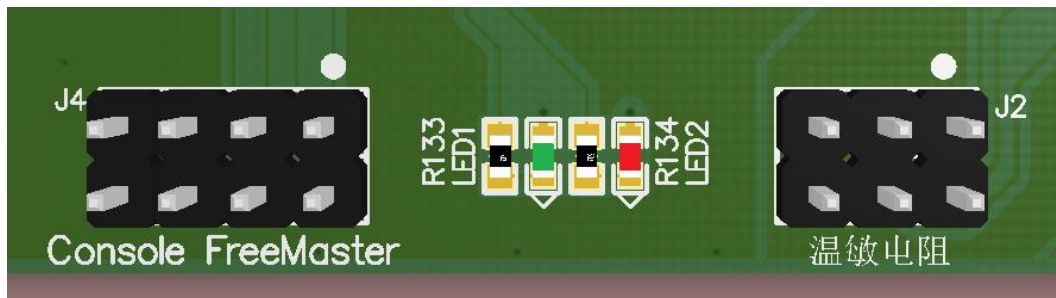 J4
R133
LED1
R134
LED2
J2
Console FreeMaster
温敏电阻